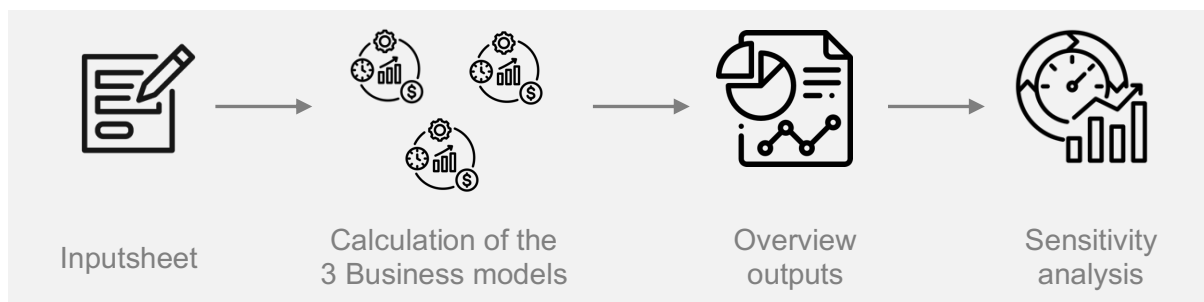 Inputsheet
Calculation of the
3 Business models
Overview
outputs
Sensitivity
analysis